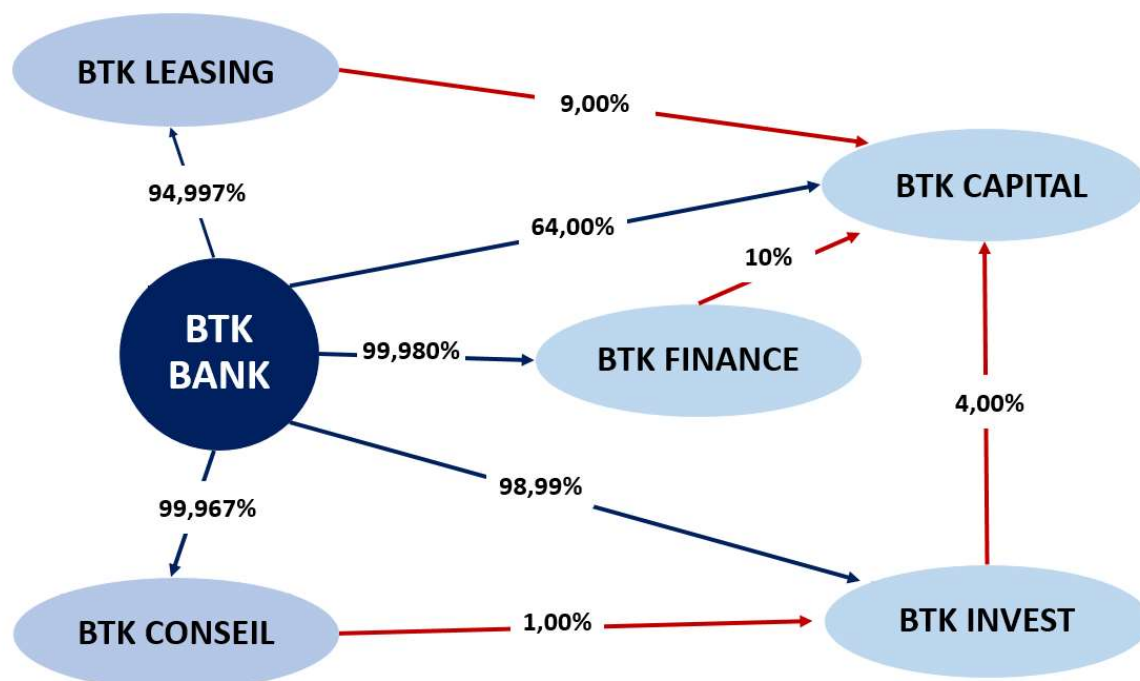 BTK LEASING
9,00%
BTK CAPITAL
94,997%
64,00%
10%
BTK
BANK
99,980%
BTK FINANCE
4,00%
98,99%
99,967%
BTK CONSEIL
1,00%
BTK INVEST